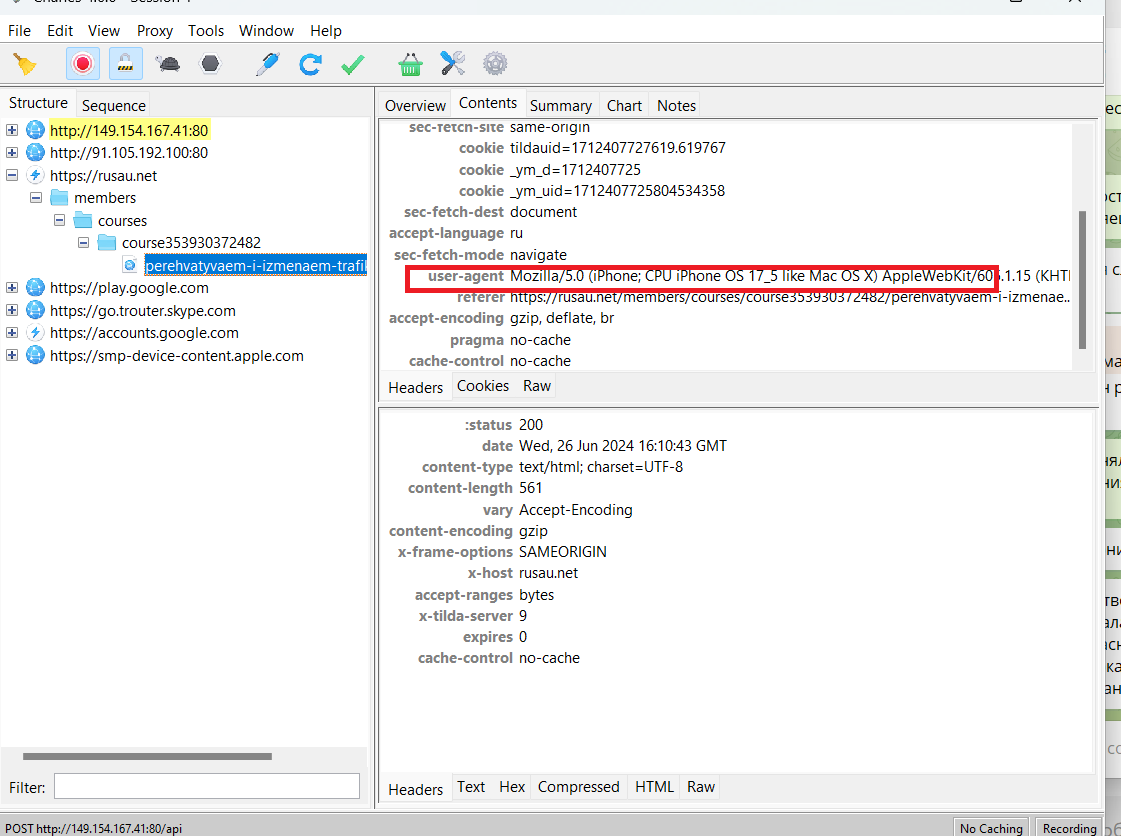 File Edit View Proxy Tools Window Help
Structure Sequence
http://149.154.167.41:80
http://91.105.192.100:80
https://rusau.net
members
courses
course353930372482
perehvatyvaem-i-izmenaem-trafi
https://play.google.com
https://go.trouter.skype.com
https://accounts.google.com
https://smp-device-content.apple.com
Filter:
Overview Contents Summary Chart Notes
sec-fetch-site same-origin
cookie tildauid=1712407727619.619767
cookie _ym_d=1712407725
cookie _ym_uid=1712407725804534358
sec-fetch-dest document
accept-language ru
sec-fetch-mode navigate
user-agent Mozilla/5.0 (iPhone; CPU iPhone OS 17_5 like Mac OS X) AppleWebKit/605.1.15 (KHT
referer https://rusau.net/members/courses/course353930372482/perehvatyvaem-i-izmenae...
accept-encoding gzip, deflate, br
pragma no-cache
cache-control no-cache
Headers Cookies Raw
:status 200
date Wed, 26 Jun 2024 16:10:43 GMT
content-type text/html; charset=UTF-8
content-length 561
vary Accept-Encoding
content-encoding gzip
x-frame-options SAMEORIGIN
x-host rusau.net
accept-ranges bytes
x-tilda-server 9
expires 0
cache-control no-cache
Headers Text Hex Compressed HTML Raw
POST http://149.154.167.41:80/api
No Caching Recording